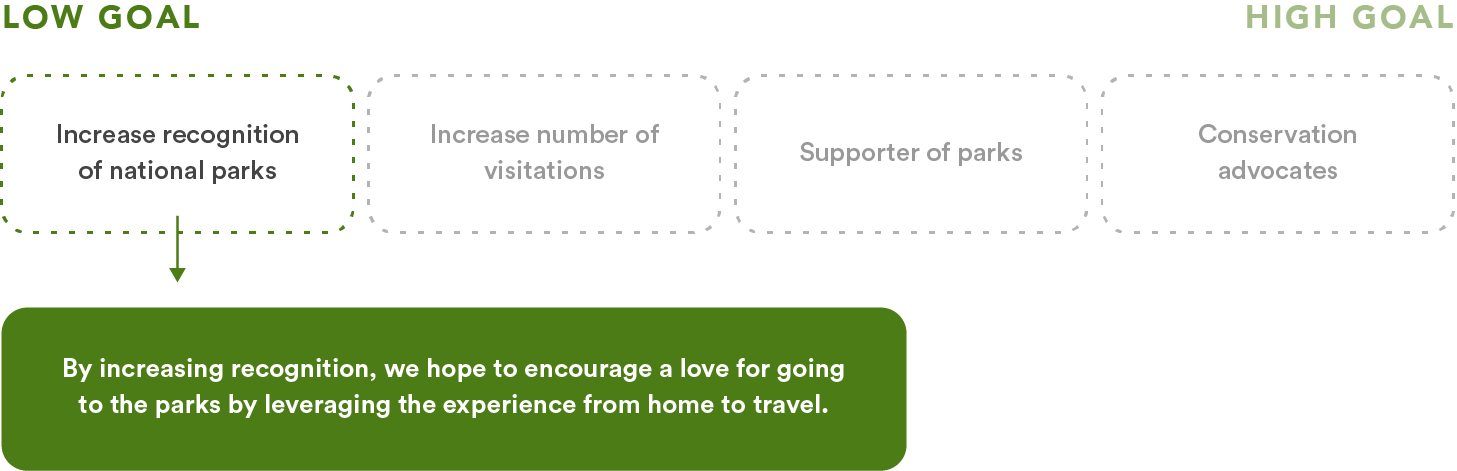 LOW GOAL
HIGH GOAL
Increase recognition
of national parks
Increase number of
visitations
Supporter of parks
Conservation
advocates
By increasing recognition, we hope to encourage a love for going
to the parks by leveraging the experience from home to travel.